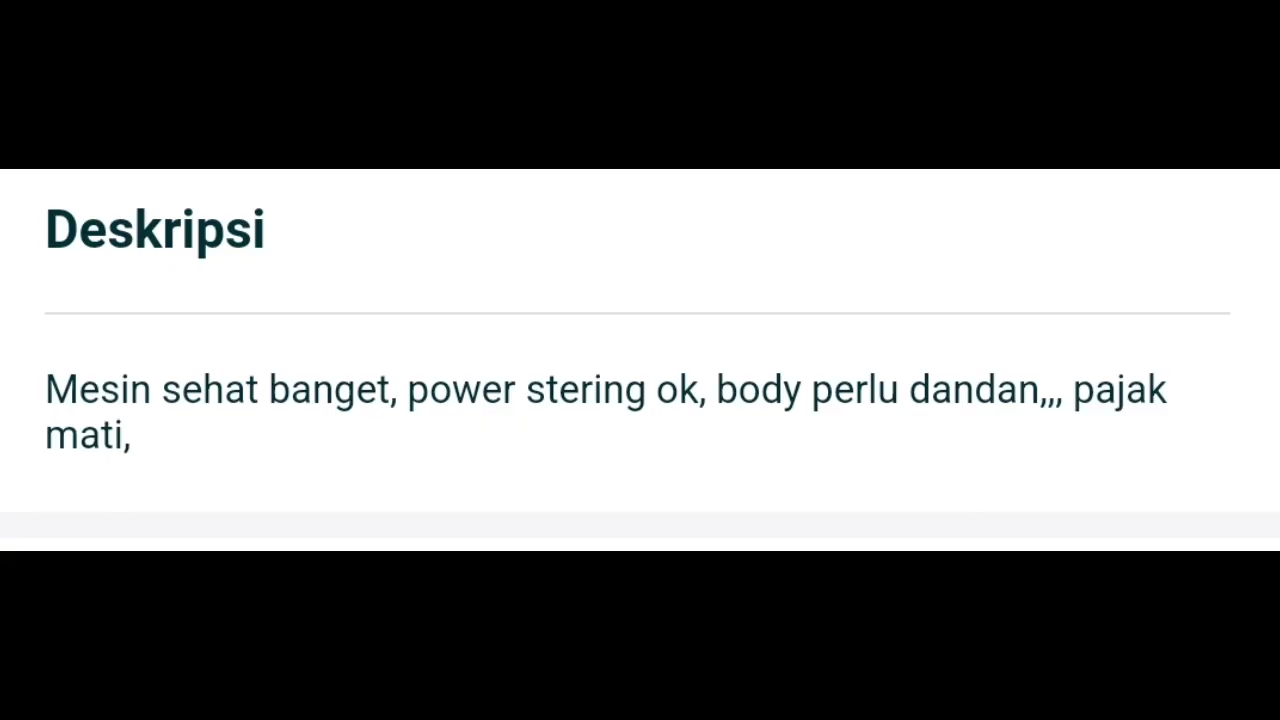 Deskripsi
Mesin sehat banget, power stering ok, body perlu dandan,,, pajak
mati,